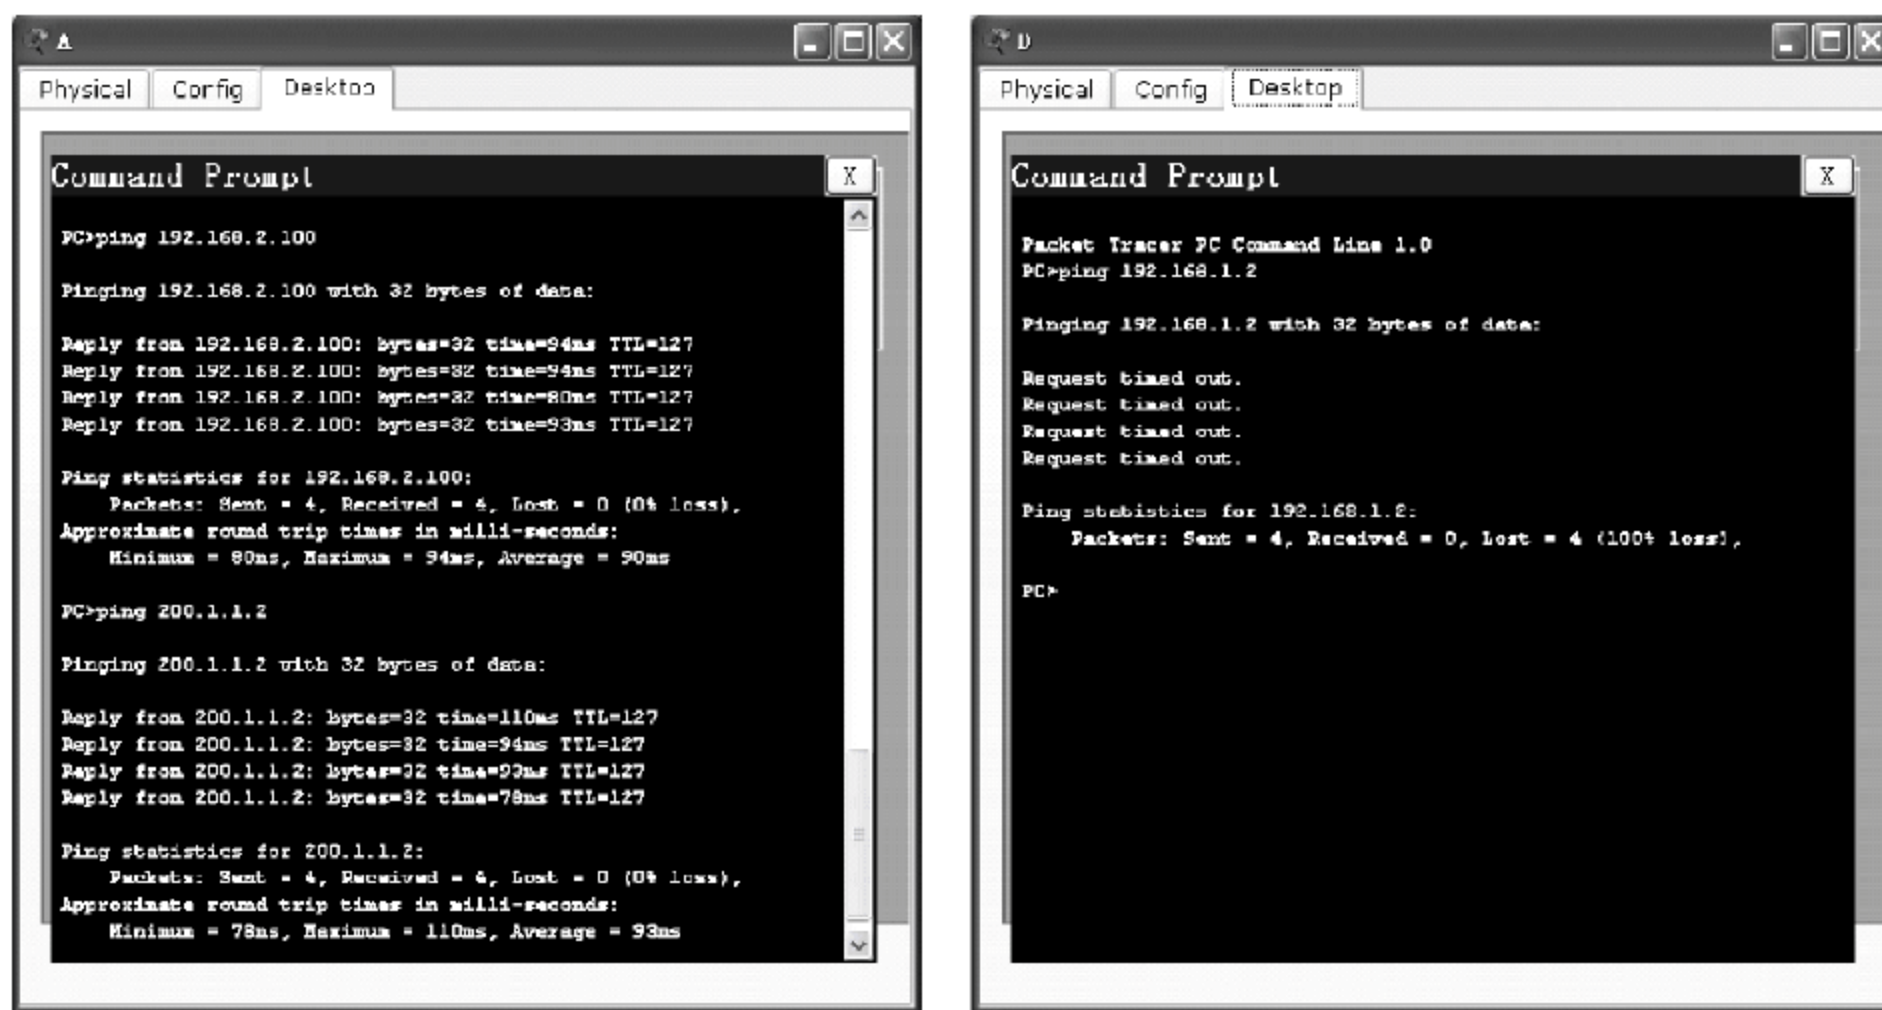 A
Physical Config Desktop
Command Prompt X
PC>ping 192.168.2.100
Pinging 192.168.2.100 with 32 bytes of data:
Reply from 192.168.2.100: bytes=32 time=94ms TTL=127
Reply from 192.168.2.100: bytes=32 time=94ms TTL=127
Reply from 192.168.2.100: bytes=32 time=80ms TTL=127
Reply from 192.168.2.100: bytes=32 time=93ms TTL=127
Ping statistics for 192.168.2.100:
Packets: Sent = 4, Received = 4, Lost = 0 (0% loss),
Approximate round trip times in milli-seconds:
Minimum = 80ms, Maximum = 94ms, Average = 90ms
PC>ping 200.1.1.2
Pinging 200.1.1.2 with 32 bytes of data:
Reply from 200.1.1.2: bytes=32 time=110ms TTL=127
Reply from 200.1.1.2: bytes=32 time=94ms TTL=127
Reply from 200.1.1.2: bytes=32 time=93ms TTL=127
Reply from 200.1.1.2: bytes=32 time=78ms TTL=127
Ping statistics for 200.1.1.2:
Packets: Sent = 4, Received = 4, Lost = 0 (0% loss),
Approximate round trip times in milli-seconds:
Minimum = 78ms, Maximum = 110ms, Average = 93ms
D
Physical Config Desktop
Command Prompt X
Packet Tracer PC Command Line 1.0
PC>ping 192.168.1.2
Pinging 192.168.1.2 with 32 bytes of data:
Request timed out.
Request timed out.
Request timed out.
Request timed out.
Ping statistics for 192.168.1.2:
Packets: Sent = 4, Received = 0, Lost = 4 (100% loss),
PC>